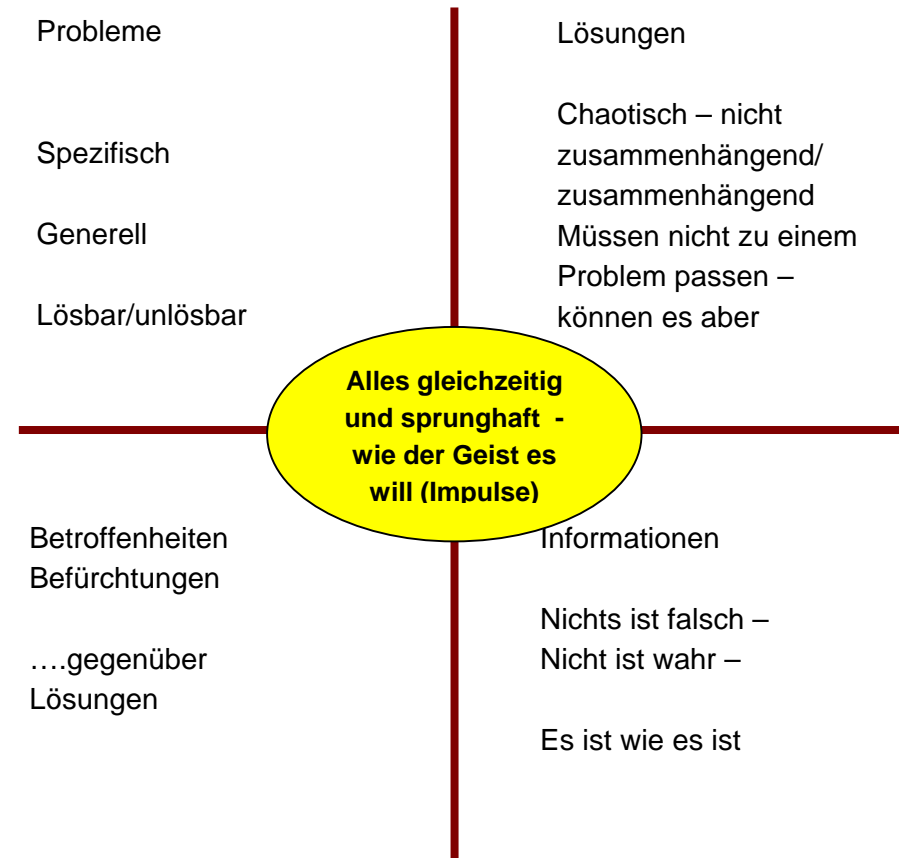 Probleme
Spezifisch
Generell
Lösbar/unlösbar
Lösungen
Chaotisch – nicht
zusammenhängend/
zusammenhängend
Müssen nicht zu einem
Problem passen –
können es aber
Alles gleichzeitig
und sprunghaft -
wie der Geist es
will (Impulse)
Betroffenheiten
Befürchtungen
….gegenüber
Lösungen
Informationen
Nichts ist falsch –
Nicht ist wahr –
Es ist wie es ist